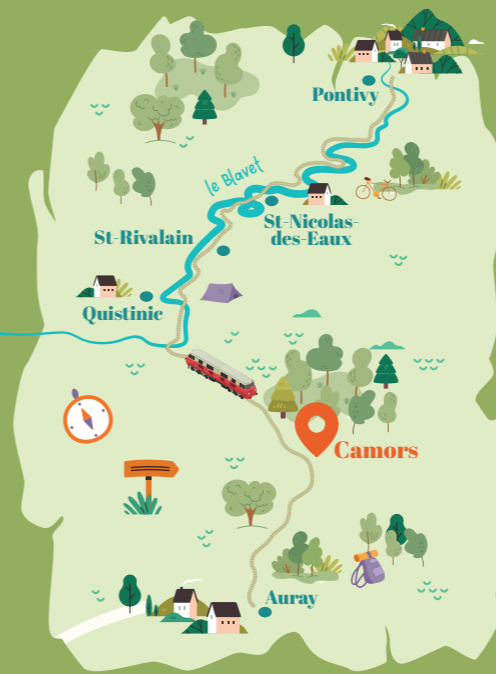 Pontivy
le Blavet
St-Nicolas-
des-Eaux
St-Rivalain
Quistinic
Camors
Auray